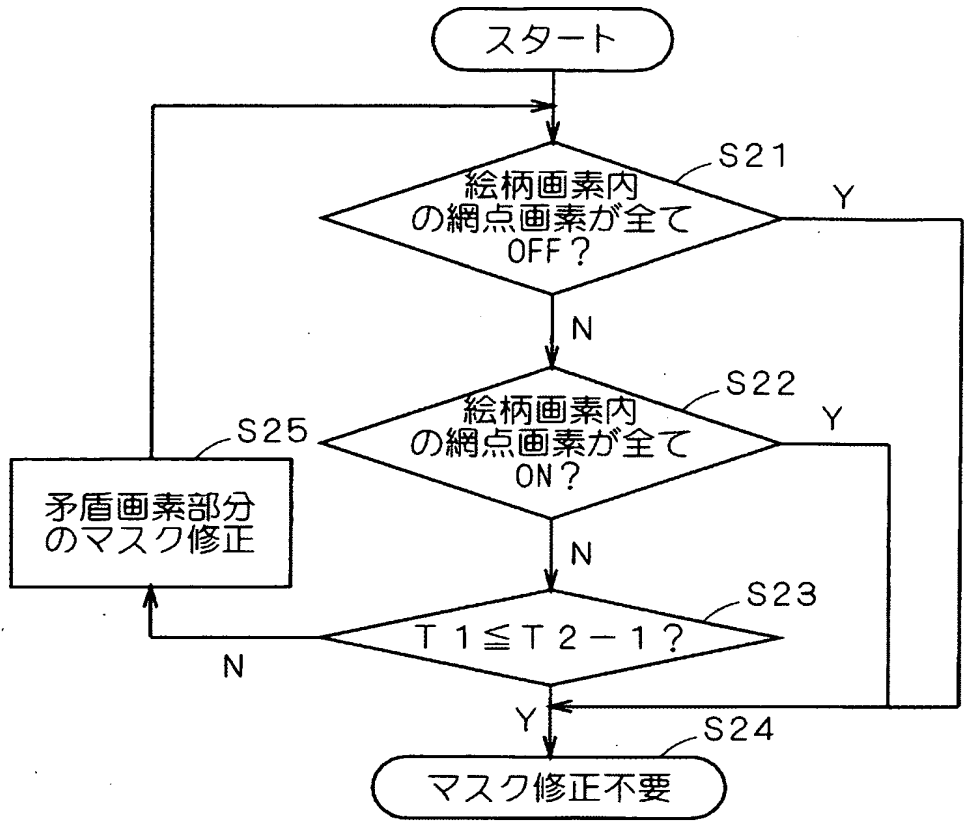 スタート
S21
絵柄画素内
の網点画素が全て
OFF？
Y
N
S22
絵柄画素内
の網点画素が全て
ON？
Y
S25
矛盾画素部分
のマスク修正
N
S23
T1≦T2－1？
N
Y
S24
マスク修正不要